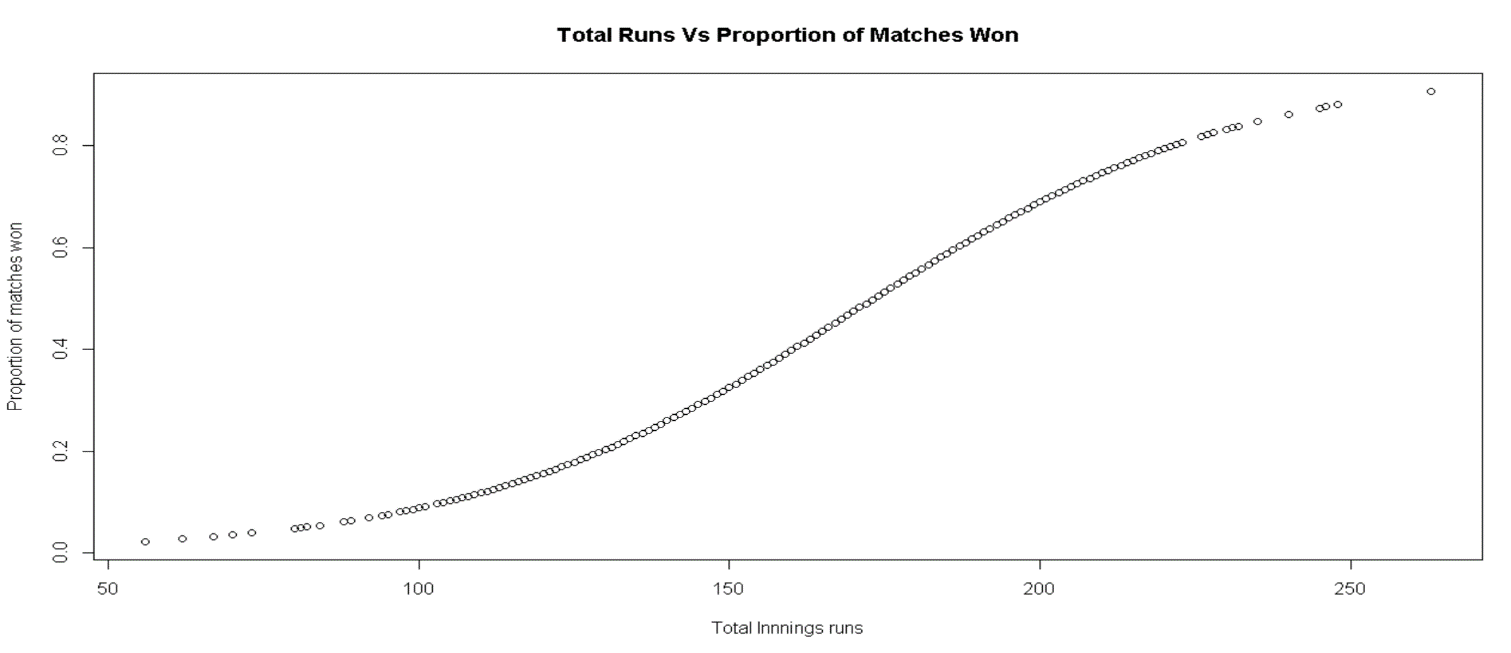 Total Runs Vs Proportion of Matches Won
Proportion of matches won
0.8
0.6
0.4
0.2
0.0
50 100 150 200 250
Total Innnings runs